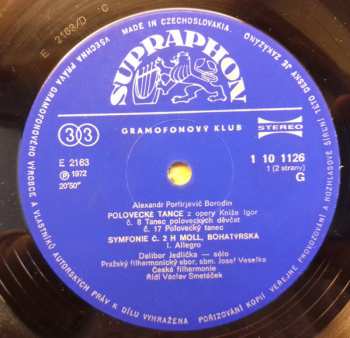 E 2163/D C
MADE IN CZECHOSLOVAKIA. VŠECHNA PRÁVA GRAMOFONOVÉHO VÝROBCE A VLASTNÍKŮ AUTORSKÝCH PRÁV K DÍLU VYHRAZENA POŘIZOVÁNÍ KOPIÍ VEŘEJNÉ PROVOZOVÁNÍ A ROZHLASOVÉ ŠÍŘENÍ TÉTO DESKY JE ZAKÁZÁNO
SUPRAPHON
33 GRAMOFONOVÝ KLUB STEREO
E 2163 1 10 1126
Ⓟ 1972 1 (2 strany)
20'50" G
Alexandr Porfirjevič Borodin
POLOVECKÉ TANCE z opery Kníže Igor
č. 8 Tanec poloveckých děvčat
č. 17 Polovecký tanec
SYMFONIE Č. 2 H MOLL, BOHATÝRSKÁ
I. Allegro
Dalibor Jedlička — sólo
Pražský filharmonický sbor, sbm. Josef Veselka
Česká filharmonie
Řídí Václav Smetáček